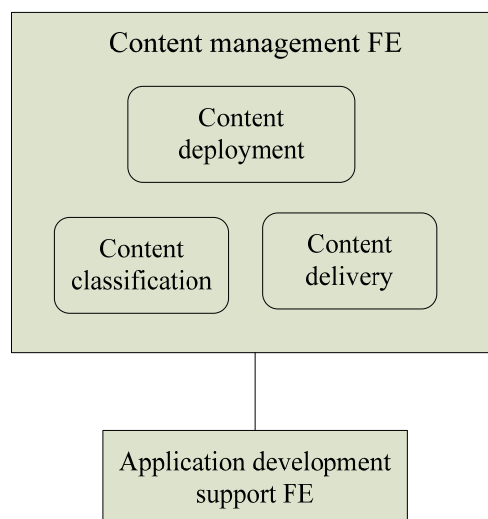 Content management FE
Content
deployment
Content
classification
Content
delivery
Application development
support FE